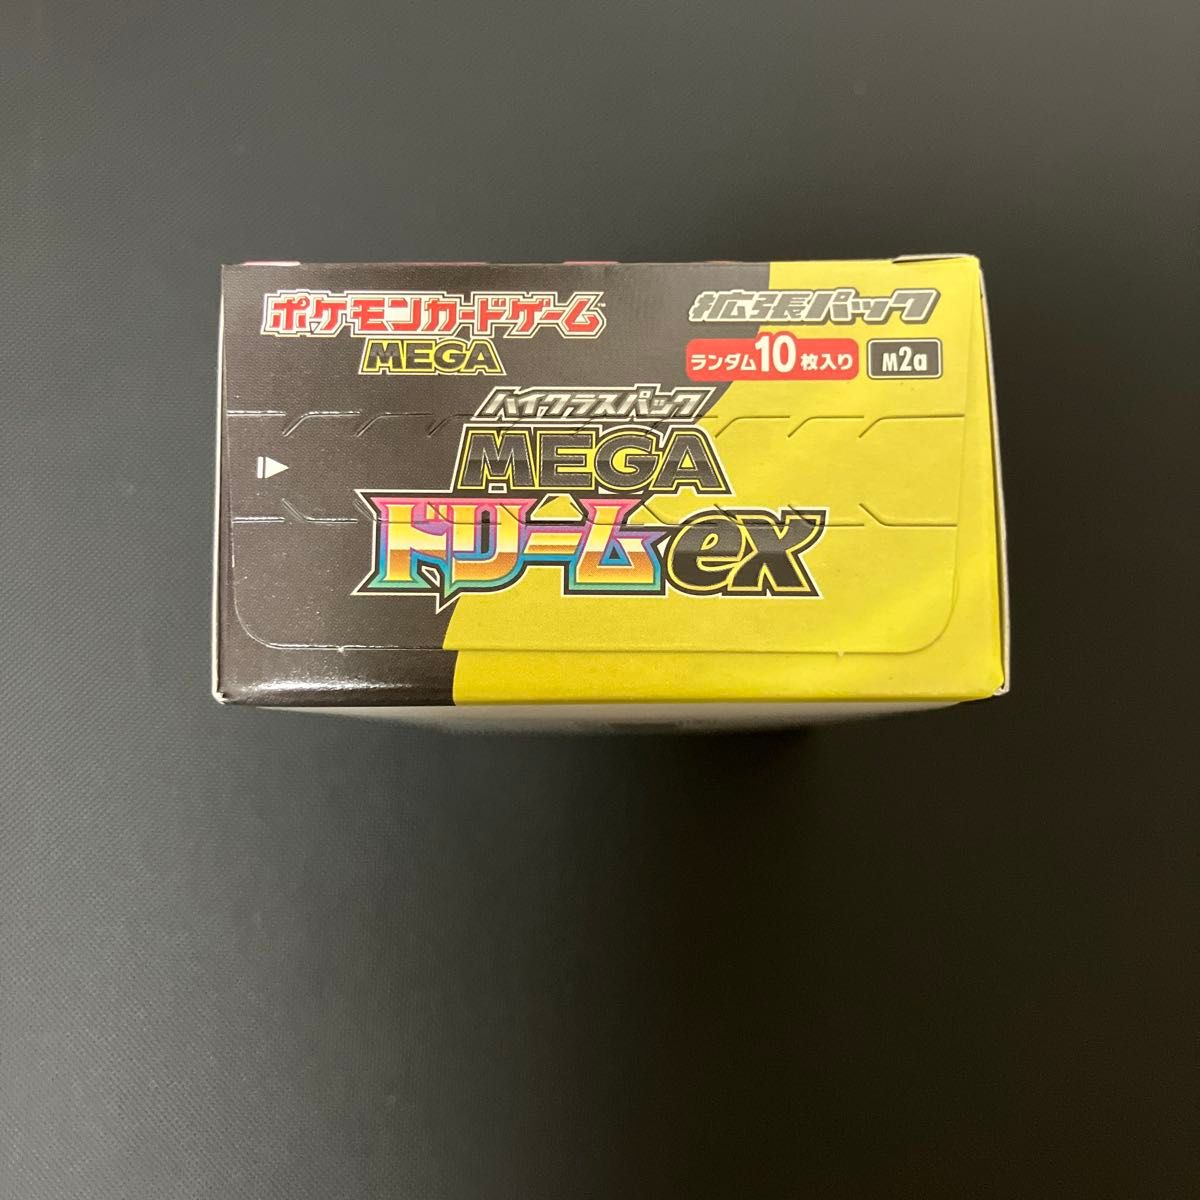 ポケモンカードゲーム™
MEGA
拡張パック
ランダム10枚入り
M2a
ハイクラスパック
MEGA
ドリームex